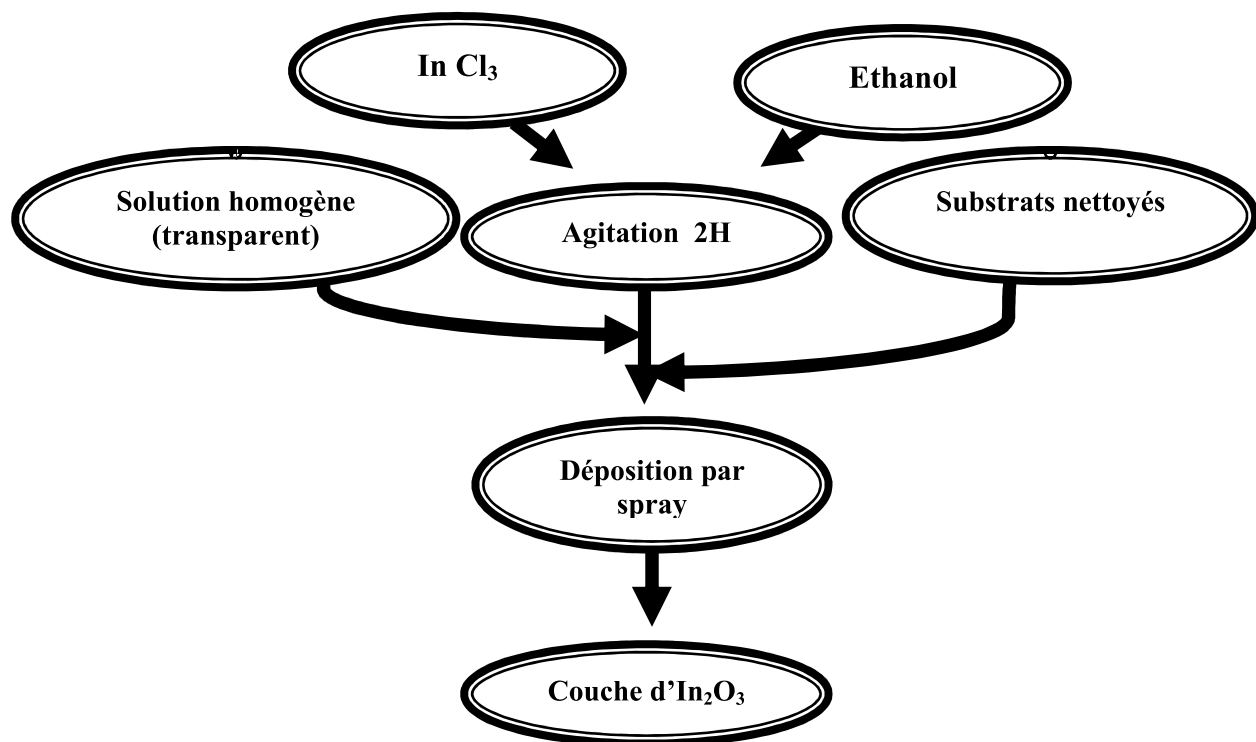 In Cl₃
Ethanol
Solution homogène
(transparent)
Agitation 2H
Substrats nettoyés
Déposition par
spray
Couche d’In₂O₃